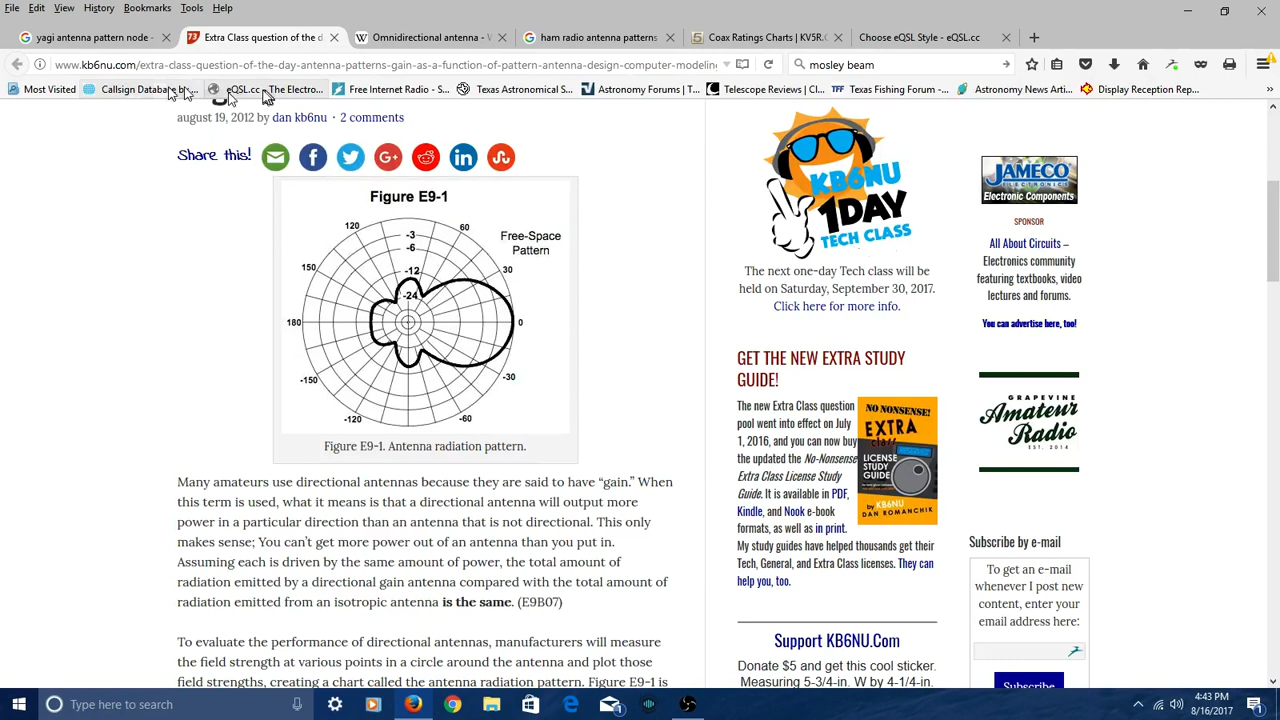 File Edit View History Bookmarks Tools Help
yagi antenna pattern node -
73 Extra Class question of the d
W Omnidirectional antenna - W
ham radio antenna patterns
Coax Ratings Charts | KV5R.C
Choose eQSL Style - eQSL.cc
www.kb6nu.com/extra-class-question-of-the-day-antenna-patterns-gain-as-a-function-of-pattern-antenna-design-computer-modeling
mosley beam
Most Visited
Callsign Database b
eQSL.cc - The Electro...
Free Internet Radio - S...
Texas Astronomical S...
Astronomy Forums | T...
Telescope Reviews | Cl...
TFF Texas Fishing Forum - ...
Astronomy News Arti...
Display Reception Rep...
august 19, 2012 by dan kb6nu · 2 comments
Share this!
Figure E9-1
Free-Space
Pattern
120
60
-3
-6
-12
-24
150
30
180
0
-150
-30
-120
-60
Figure E9-1. Antenna radiation pattern.
Many amateurs use directional antennas because they are said to have “gain.” When
this term is used, what it means is that a directional antenna will output more
power in a particular direction than an antenna that is not directional. This only
makes sense; You can’t get more power out of an antenna than you put in.
Assuming each is driven by the same amount of power, the total amount of
radiation emitted by a directional gain antenna compared with the total amount of
radiation emitted from an isotropic antenna is the same. (E9B07)
To evaluate the performance of directional antennas, manufacturers will measure
the field strength at various points in a circle around the antenna and plot those
field strengths, creating a chart called the antenna radiation pattern. Figure E9-1 is
KB6NU
1DAY
TECH CLASS
The next one-day Tech class will be
held on Saturday, September 30, 2017.
Click here for more info.
GET THE NEW EXTRA STUDY
GUIDE!
The new Extra Class question
pool went into effect on July
1, 2016, and you can now buy
the updated the No-Nonsense
Extra Class License Study
Guide. It is available in PDF,
Kindle, and Nook e-book
formats, as well as in print.
My study guides have helped thousands get their
Tech, General, and Extra Class licenses. They can
help you, too.
NO NONSENSE!
EXTRA
class
LICENSE
STUDY
GUIDE
by KB6NU
DAN ROMANCHIK
Support KB6NU.Com
Donate $5 and get this cool sticker.
Measuring 5-3/4-in. W by 4-1/4-in.
JAMECO
ELECTRONICS
Electronic Components
SPONSOR
All About Circuits –
Electronics community
featuring textbooks, video
lectures and forums.
You can advertise here, too!
GRAPEVINE
Amateur
Radio
EST. 2014
Subscribe by e-mail
To get an e-mail
whenever I post new
content, enter your
email address here:
Subscribe
Type here to search
4:43 PM
8/16/2017